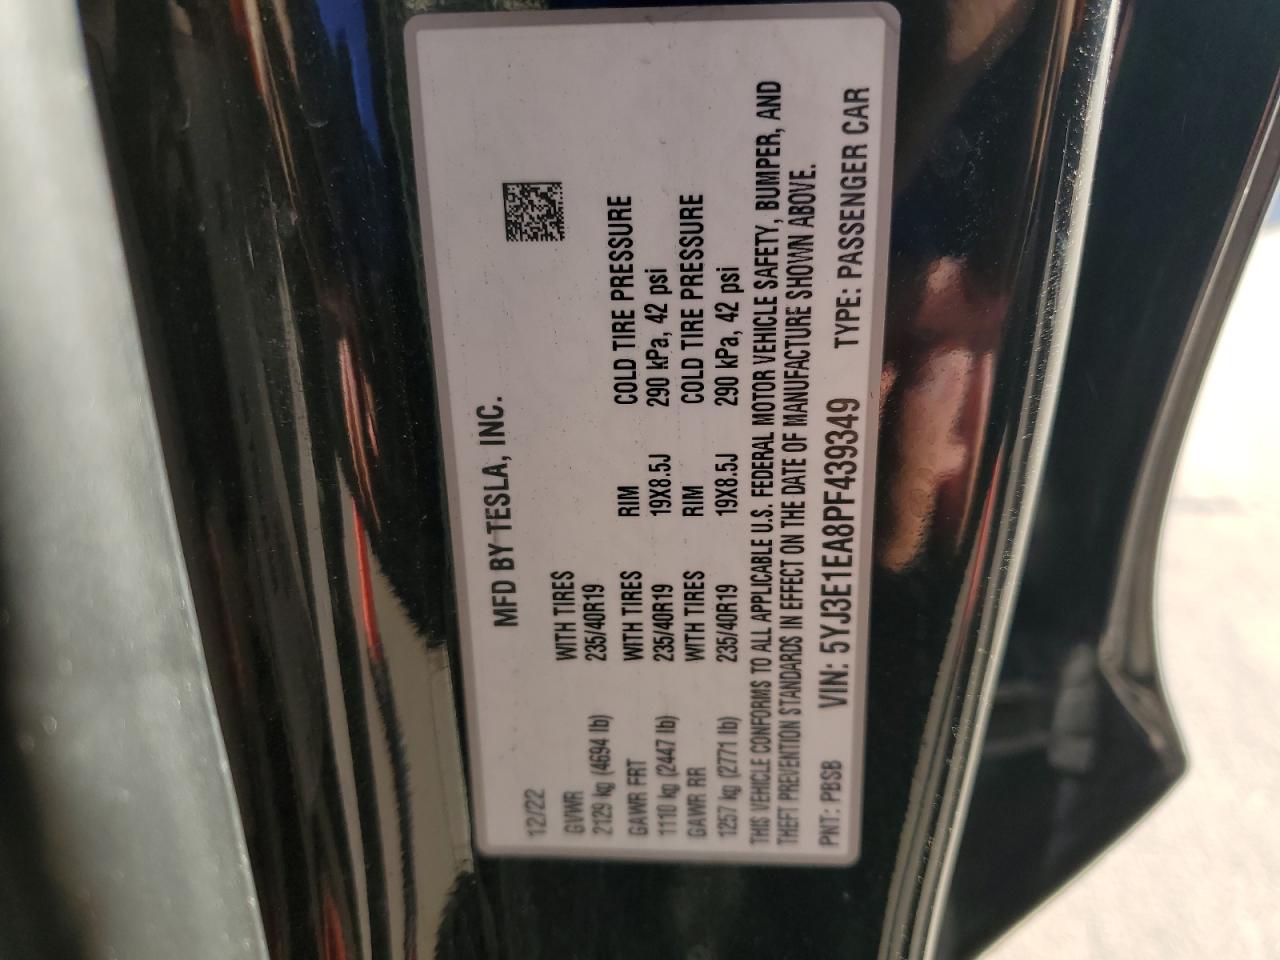 MFD BY TESLA, INC.
12/22
GVWR WITH TIRES
2129 kg (4694 lb) 235/40R19
GAWR FRT WITH TIRES RIM COLD TIRE PRESSURE
1110 kg (2447 lb) 235/40R19 19X8.5J 290 kPa, 42 psi
GAWR RR WITH TIRES RIM COLD TIRE PRESSURE
1257 kg (2771 lb) 235/40R19 19X8.5J 290 kPa, 42 psi
THIS VEHICLE CONFORMS TO ALL APPLICABLE U.S. FEDERAL MOTOR VEHICLE SAFETY, BUMPER, AND
THEFT PREVENTION STANDARDS IN EFFECT ON THE DATE OF MANUFACTURE SHOWN ABOVE.
PNT: PBSB VIN: 5YJ3E1EA8PF439349 TYPE: PASSENGER CAR